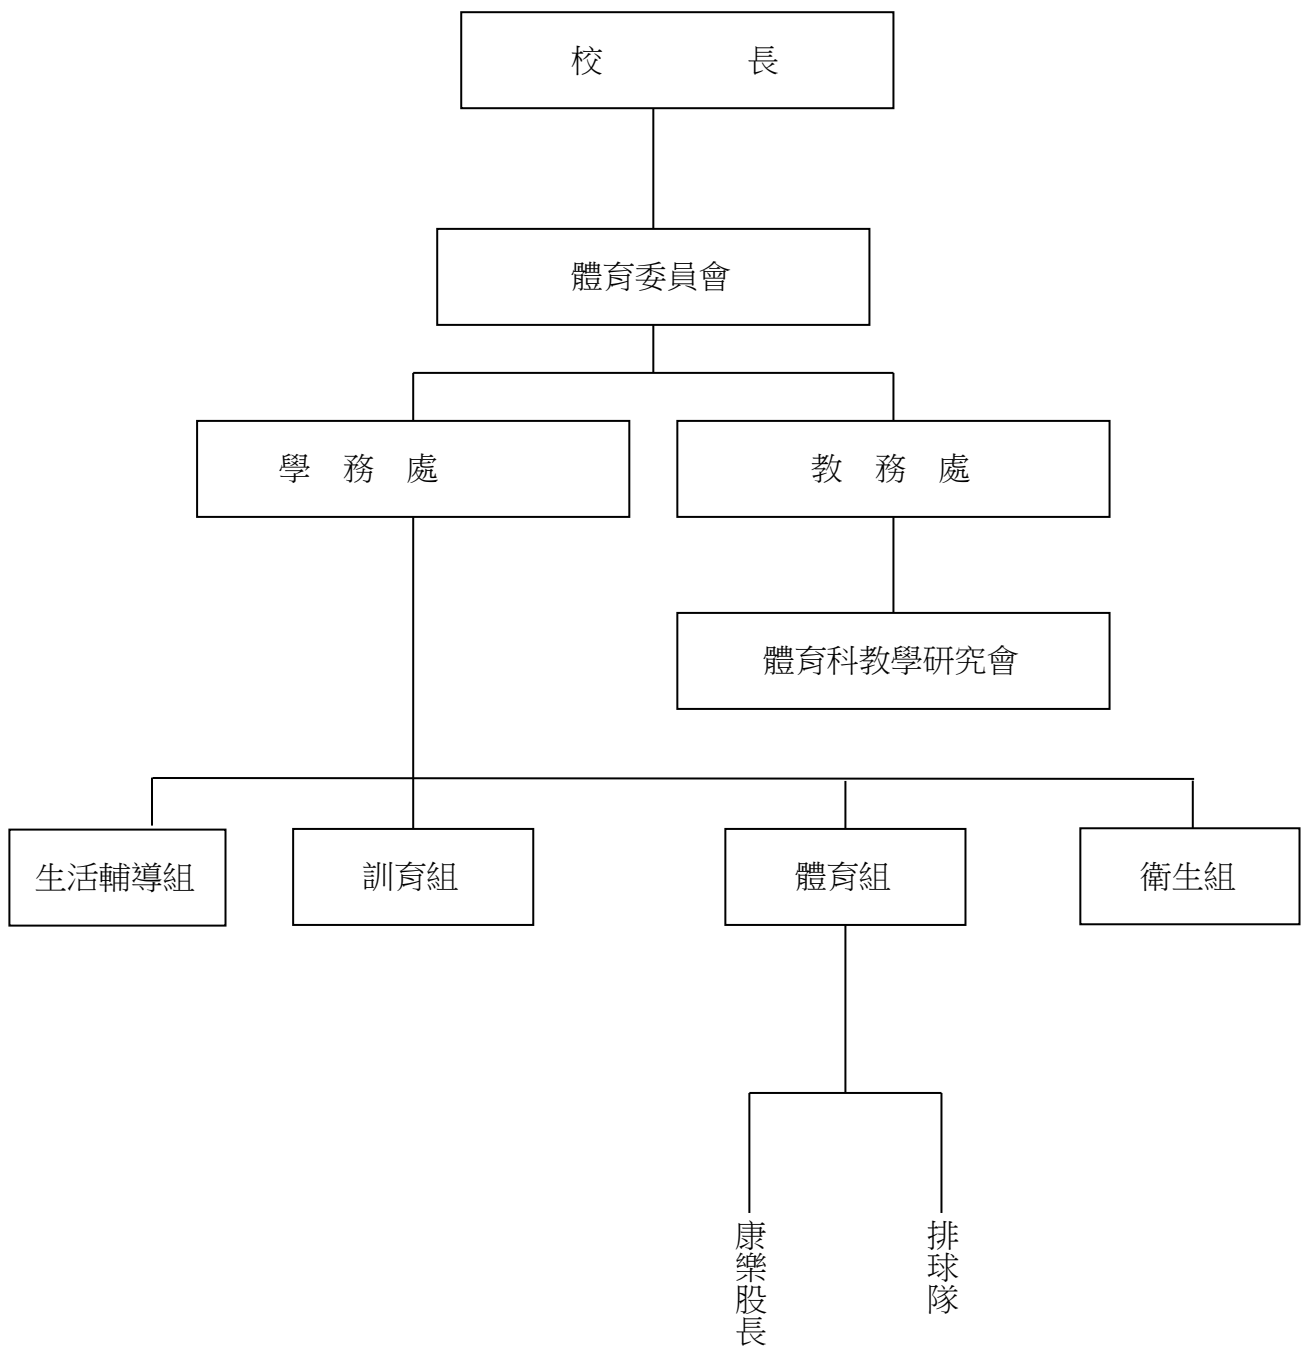 校長
體育委員會
學務處
教務處
體育科教學研究會
生活輔導組
訓育組
體育組
衛生組
康樂股長
排球隊